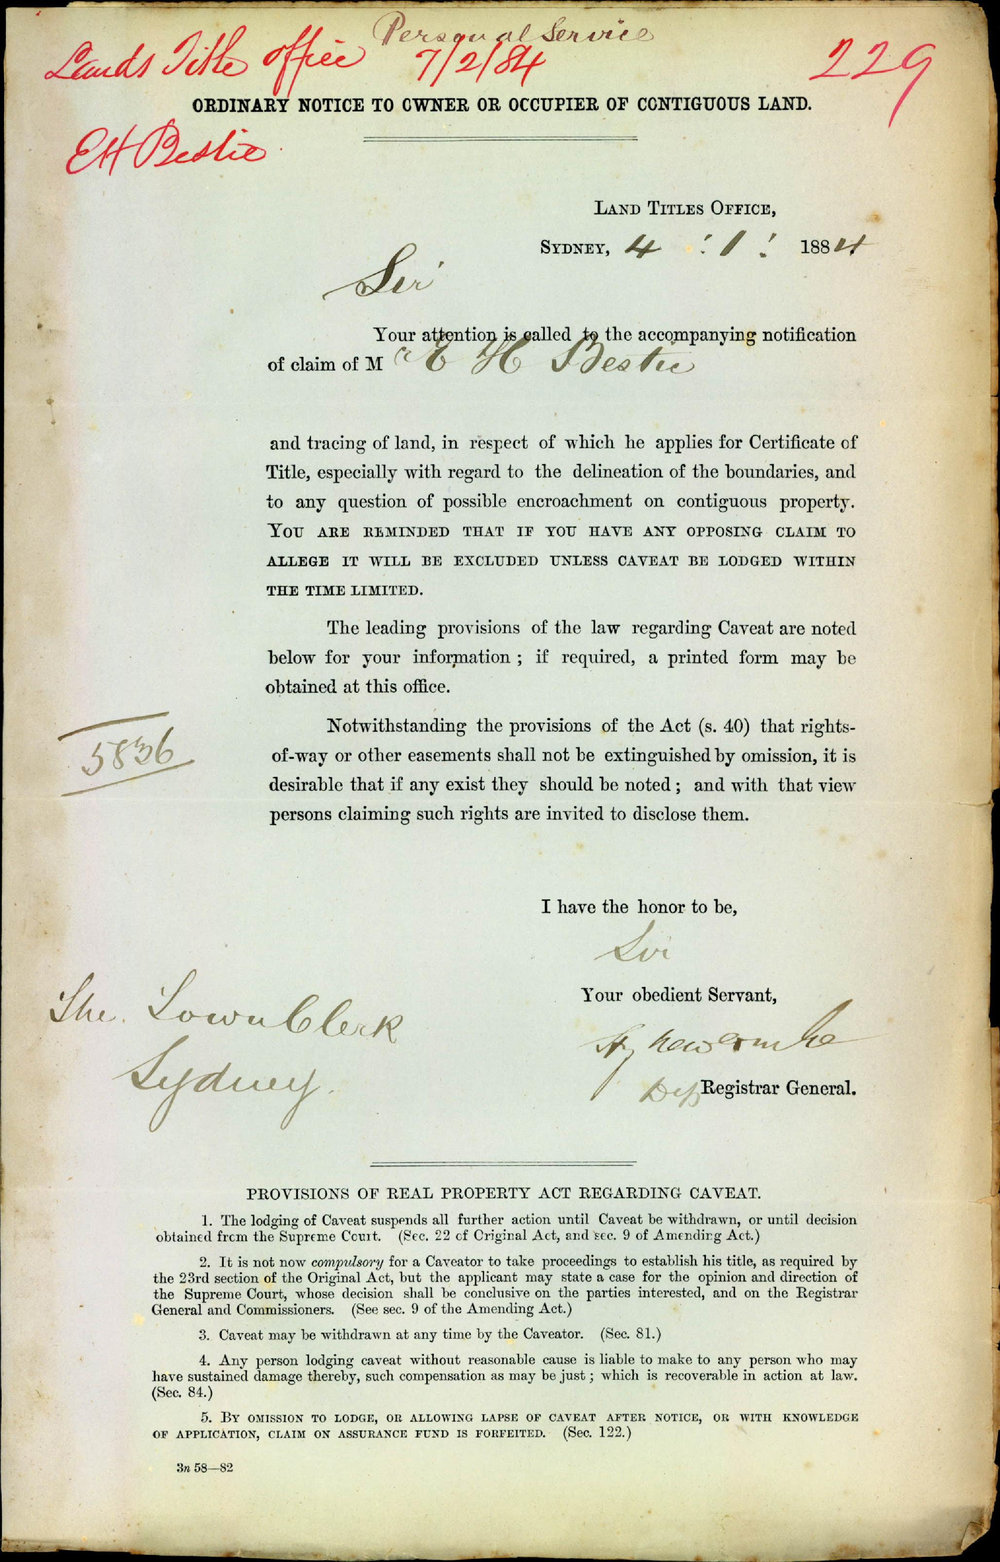 Personal Service
Lands Title office 7/2/84 229
ORDINARY NOTICE TO OWNER OR OCCUPIER OF CONTIGUOUS LAND.
EH Bestic
LAND TITLES OFFICE,
SYDNEY, 4 : 1 : 1884
Sir
Your attention is called to the accompanying notification
of claim of Mr E H Bestic
and tracing of land, in respect of which he applies for Certificate of
Title, especially with regard to the delineation of the boundaries, and
to any question of possible encroachment on contiguous property.
YOU ARE REMINDED THAT IF YOU HAVE ANY OPPOSING CLAIM TO
ALLEGE IT WILL BE EXCLUDED UNLESS CAVEAT BE LODGED WITHIN
THE TIME LIMITED.
The leading provisions of the law regarding Caveat are noted
below for your information ; if required, a printed form may be
obtained at this office.
Notwithstanding the provisions of the Act (s. 40) that rights-
of-way or other easements shall not be extinguished by omission, it is
desirable that if any exist they should be noted ; and with that view
persons claiming such rights are invited to disclose them.
5836
I have the honor to be,
Sir
Your obedient Servant,
Newcombe
Dep Registrar General.
The Town Clerk
Sydney.
PROVISIONS OF REAL PROPERTY ACT REGARDING CAVEAT.
1. The lodging of Caveat suspends all further action until Caveat be withdrawn, or until decision
obtained from the Supreme Court. (Sec. 22 of Original Act, and sec. 9 of Amending Act.)
2. It is not now compulsory for a Caveator to take proceedings to establish his title, as required by
the 23rd section of the Original Act, but the applicant may state a case for the opinion and direction of
the Supreme Court, whose decision shall be conclusive on the parties interested, and on the Registrar
General and Commissioners. (See sec. 9 of the Amending Act.)
3. Caveat may be withdrawn at any time by the Caveator. (Sec. 81.)
4. Any person lodging caveat without reasonable cause is liable to make to any person who may
have sustained damage thereby, such compensation as may be just ; which is recoverable in action at law.
(Sec. 84.)
5. BY OMISSION TO LODGE, OR ALLOWING LAPSE OF CAVEAT AFTER NOTICE, OR WITH KNOWLEDGE
OF APPLICATION, CLAIM ON ASSURANCE FUND IS FORFEITED. (Sec. 122.)
3n 58—82